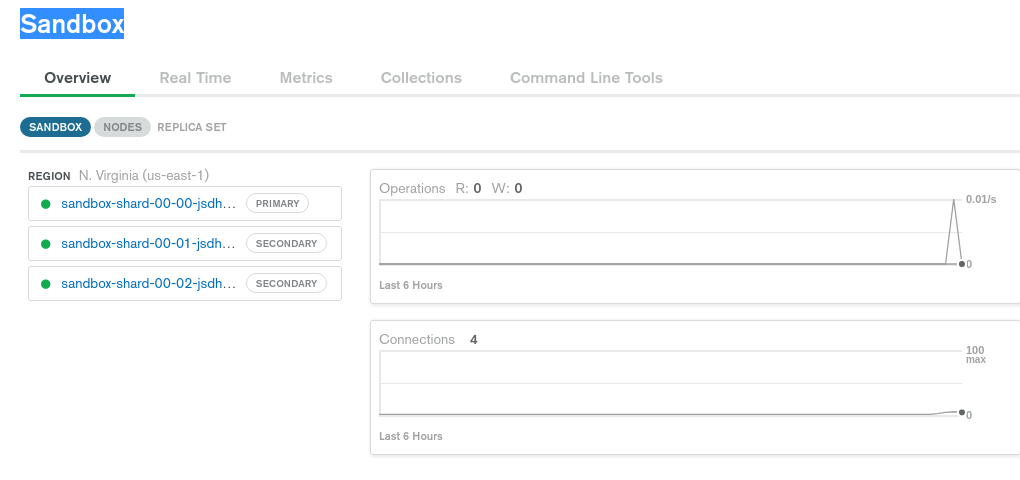 Sandbox
Overview Real Time Metrics Collections Command Line Tools
SANDBOX NODES REPLICA SET
REGION N. Virginia (us-east-1)
sandbox-shard-00-00-jsdh... PRIMARY
sandbox-shard-00-01-jsdh... SECONDARY
sandbox-shard-00-02-jsdh... SECONDARY
Operations R: 0 W: 0
0.01/s
0
Last 6 Hours
Connections 4
100
max
0
Last 6 Hours